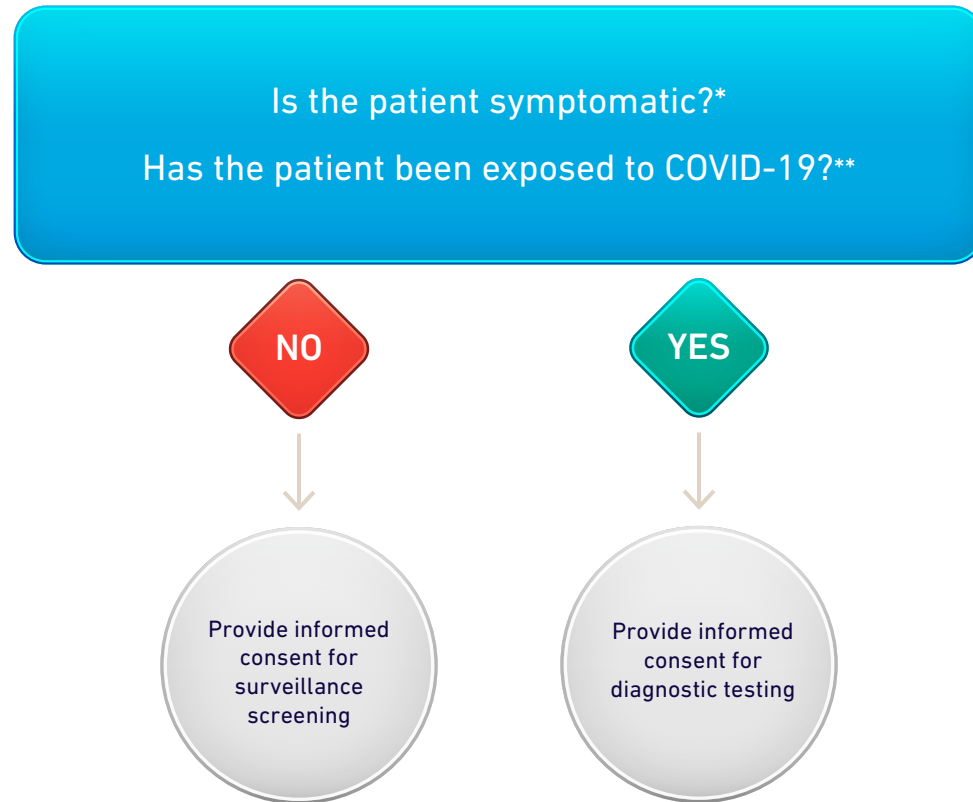 Is the patient symptomatic?*
Has the patient been exposed to COVID-19?**
NO
YES
Provide informed
consent for
surveillance
screening
Provide informed
consent for
diagnostic testing